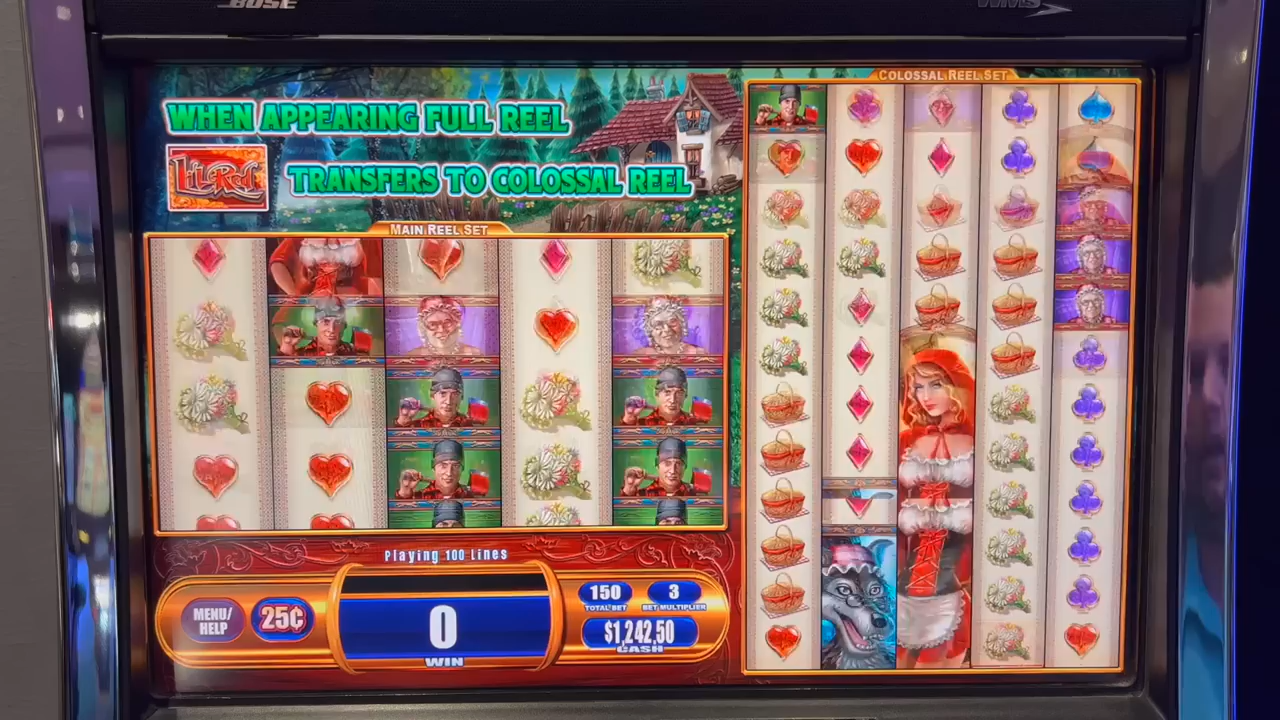 BOSE
WMS
COLOSSAL REEL SET
WHEN APPEARING FULL REEL
Li'l Red
TRANSFERS TO COLOSSAL REEL
MAIN REEL SET
Playing 100 Lines
MENU/
HELP
25¢
0
WIN
150
TOTAL BET
3
BET MULTIPLIER
$1,242.50
CASH